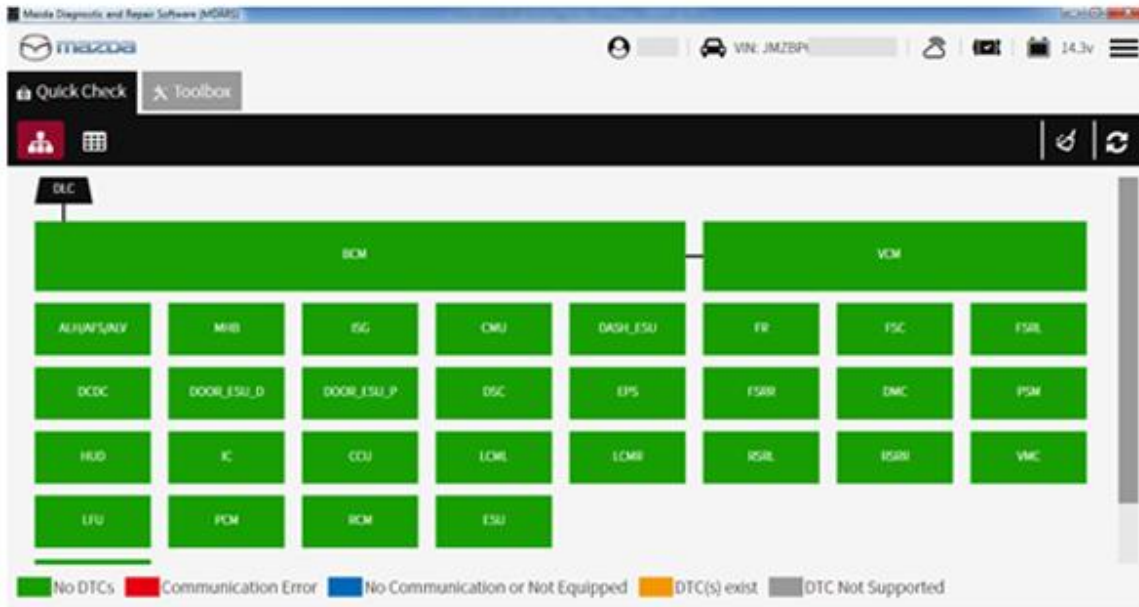 Mazda Diagnostic and Repair Software (MDARS)
mazda VIN: JMZBP 14.3v
Quick Check Toolbox
DLC
BCM VCM
ALH/AFS/ALV MHB ISG CMU DASH_ESU FR FSC FSRL
DCDC DOOR_ESU_D DOOR_ESU_P DSC EPS FSRR DMC PSM
HUD IC CCU LCML LCMR RSRL RSRR VMC
LFU PCM RCM ESU
No DTCs Communication Error No Communication or Not Equipped DTC(s) exist DTC Not Supported